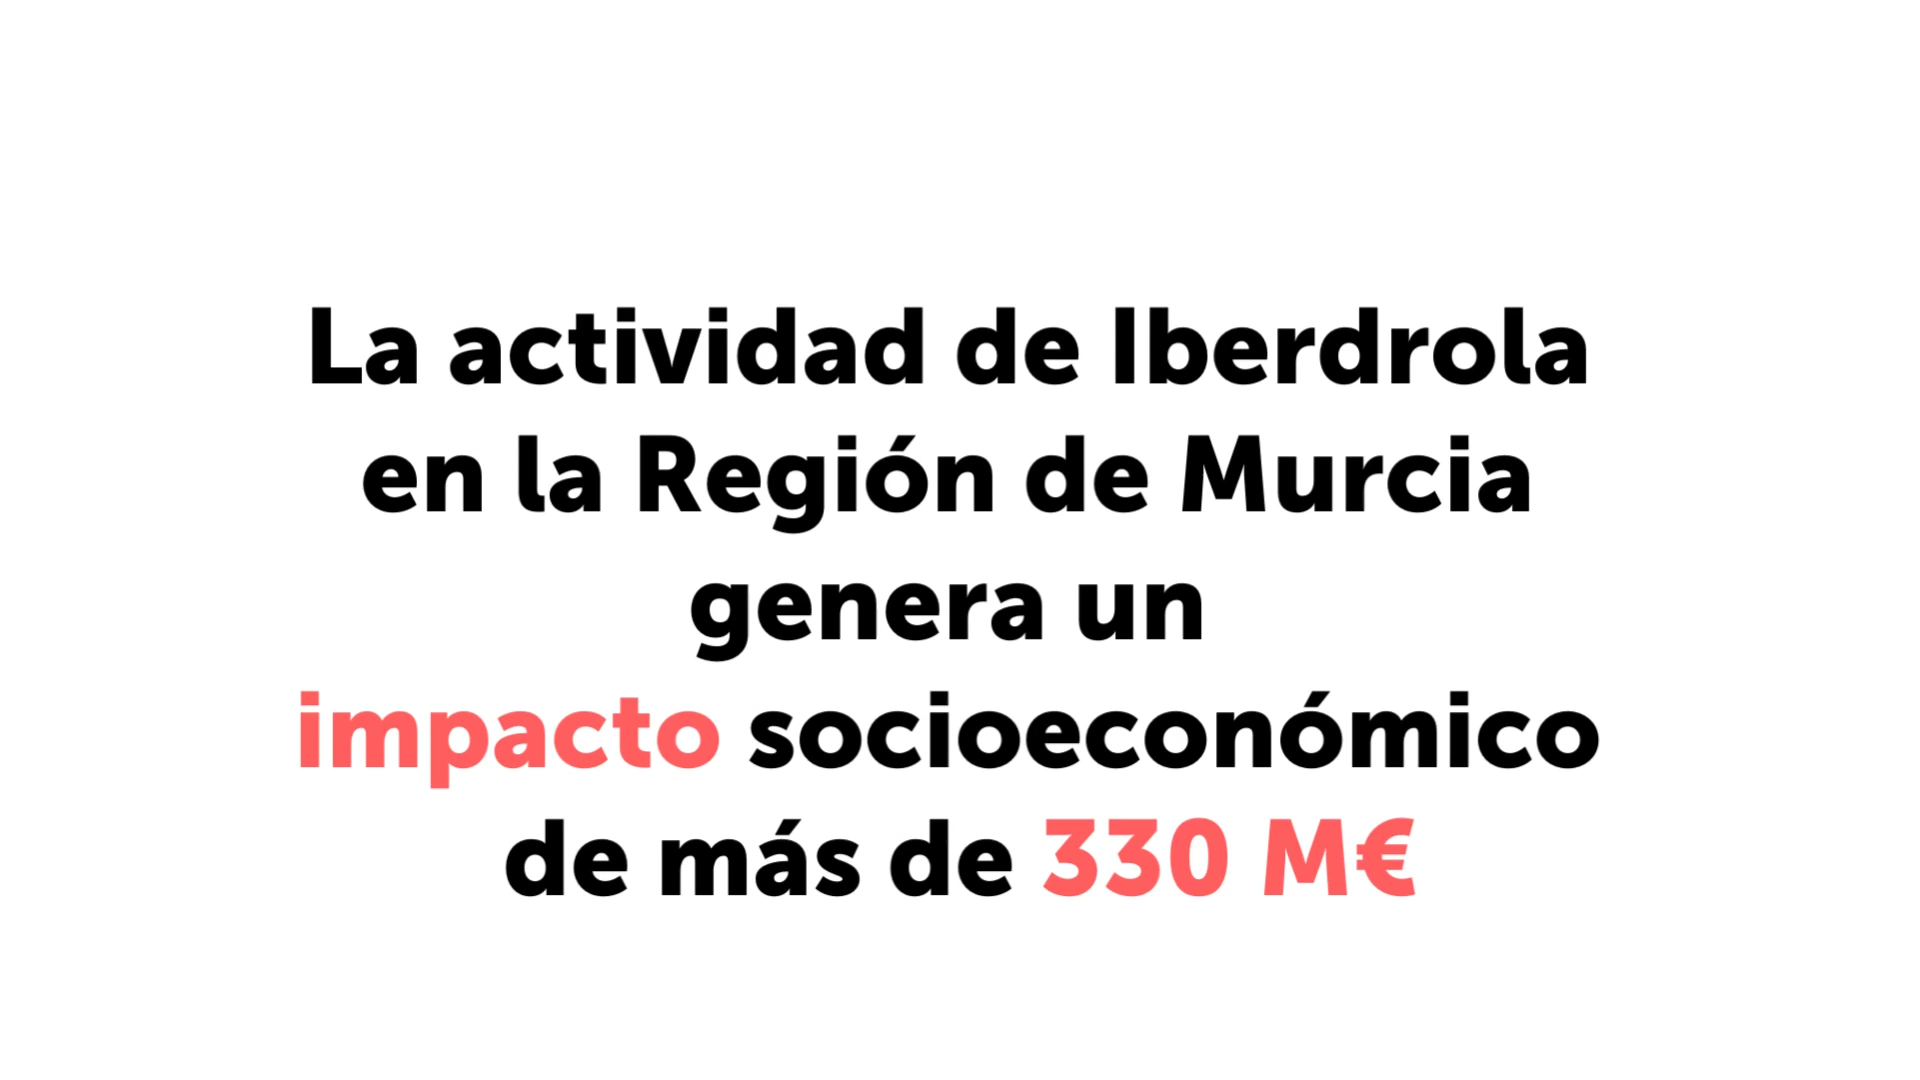 La actividad de Iberdrola
en la Región de Murcia
genera un
impacto socioeconómico
de más de 330 M€